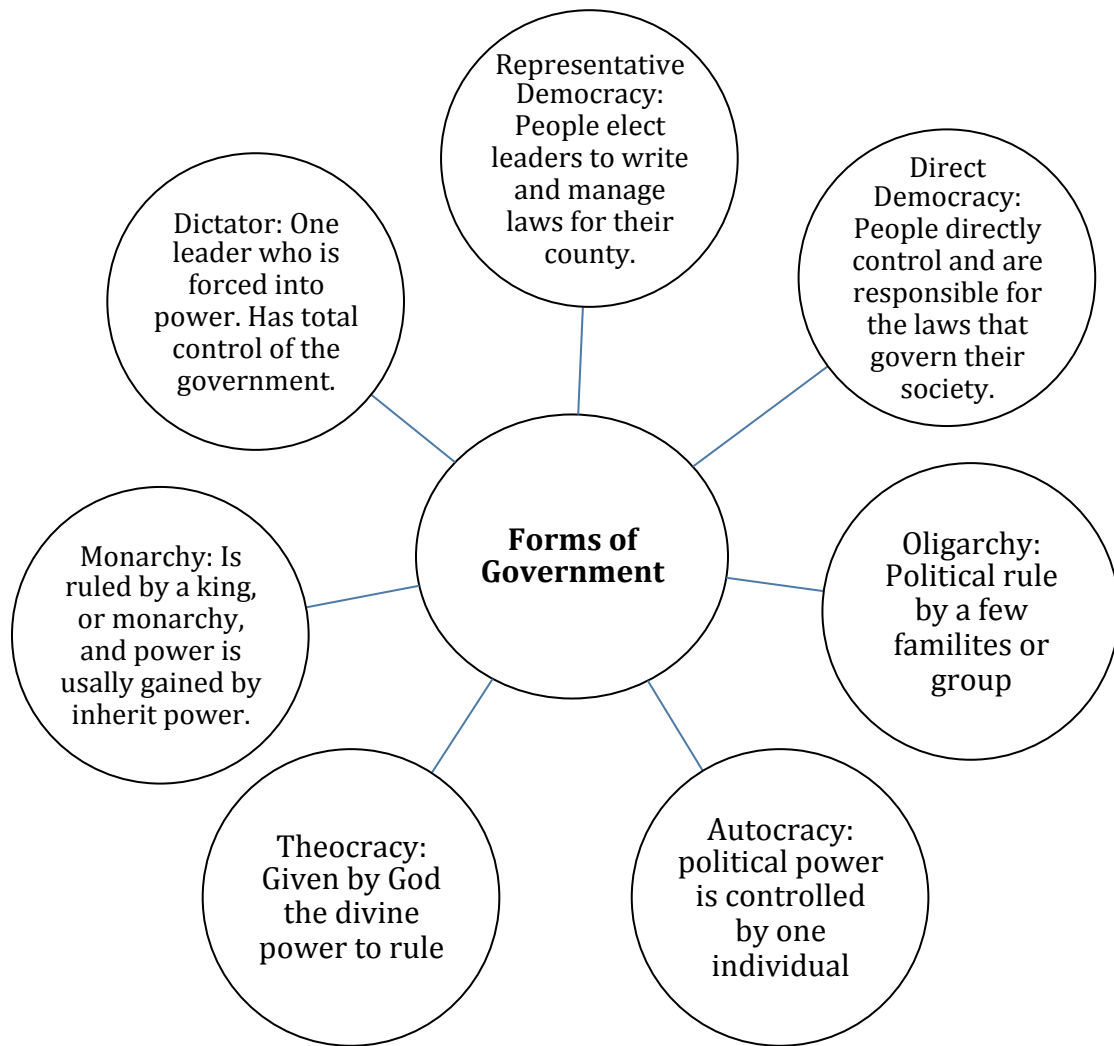 Representative
Democracy:
People elect
leaders to write
and manage
laws for their
county.
Direct
Democracy:
People directly
control and are
responsible for
the laws that
govern their
society.
Dictator: One
leader who is
forced into
power. Has total
control of the
government.
Forms of
Government
Oligarchy:
Political rule
by a few
familites or
group
Monarchy: Is
ruled by a king,
or monarchy,
and power is
usally gained by
inherit power.
Theocracy:
Given by God
the divine
power to rule
Autocracy:
political power
is controlled
by one
individual